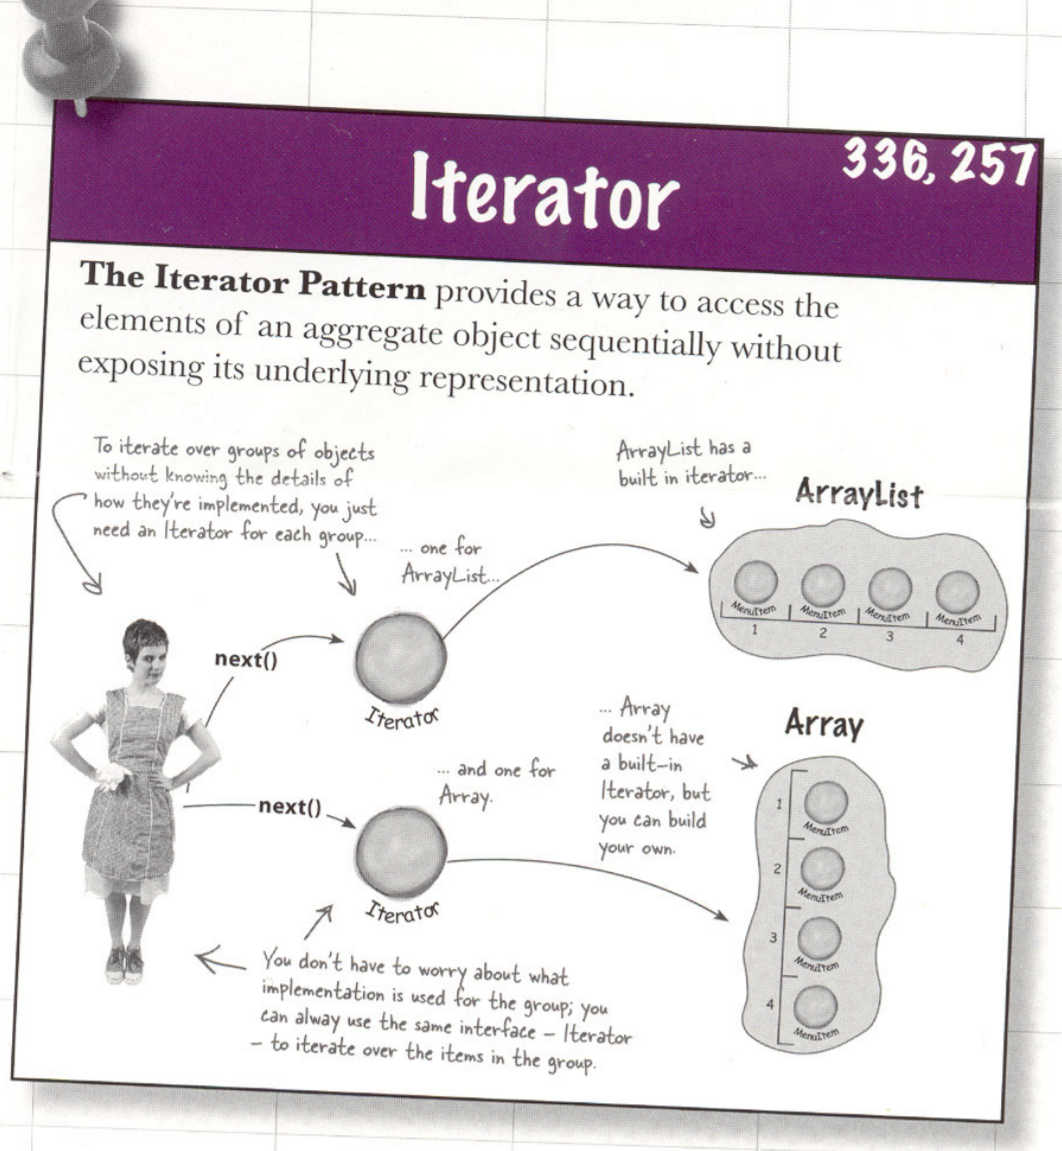 336, 257
Iterator
The Iterator Pattern provides a way to access the
elements of an aggregate object sequentially without
exposing its underlying representation.
To iterate over groups of objects
without knowing the details of
how they're implemented, you just
need an Iterator for each group...
... one for
ArrayList...
ArrayList has a
built in iterator...
ArrayList
MenuItem MenuItem MenuItem MenuItem
1 2 3 4
next()
Iterator
... Array
doesn't have
a built-in
Iterator, but
you can build
your own.
Array
1
MenuItem
2
MenuItem
3
MenuItem
4
MenuItem
... and one for
Array.
next()
Iterator
You don't have to worry about what
implementation is used for the group; you
can alway use the same interface – Iterator
– to iterate over the items in the group.